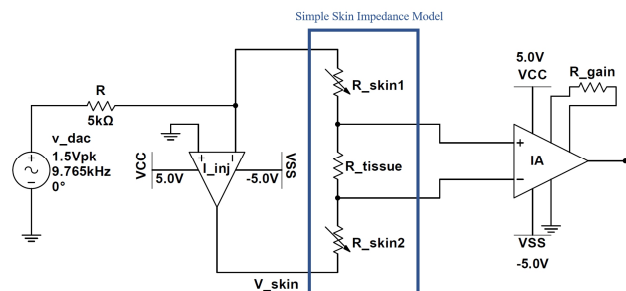 Simple Skin Impedance Model
R
5kΩ
v_dac
1.5Vpk
9.765kHz
0°
+
−
VCC
5.0V
+
I_inj
-5.0V
VSS
V_skin
R_skin1
R_tissue
R_skin2
5.0V
VCC
R_gain
+
IA
−
VSS
-5.0V